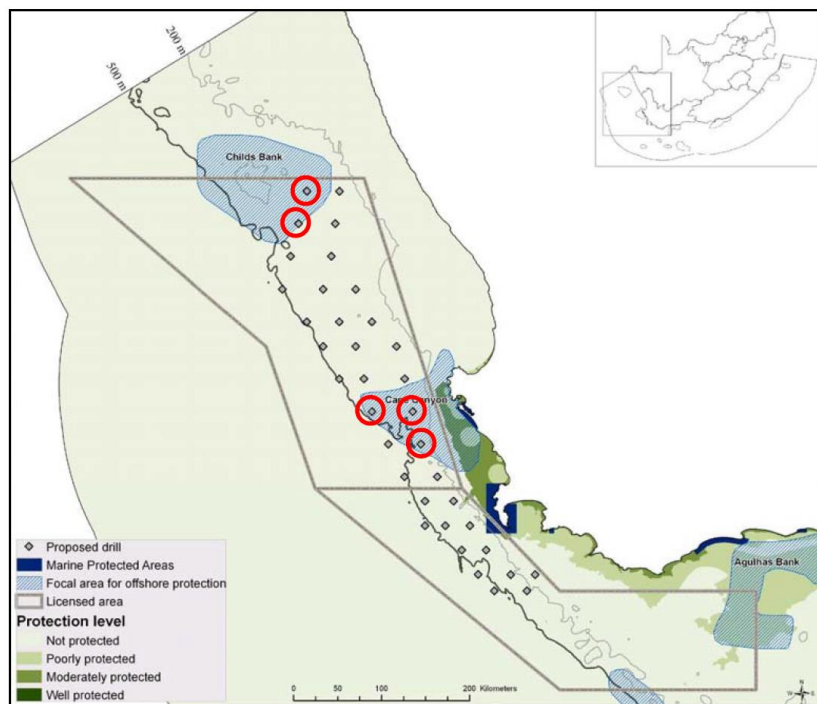 200 m
500 m
Childs Bank
Cape Canyon
Agulhas Bank
Proposed drill
Marine Protected Areas
Focal area for offshore protection
Licensed area
Protection level
Not protected
Poorly protected
Moderately protected
Well protected
0 50 100 200 Kilometers
N
W E
S